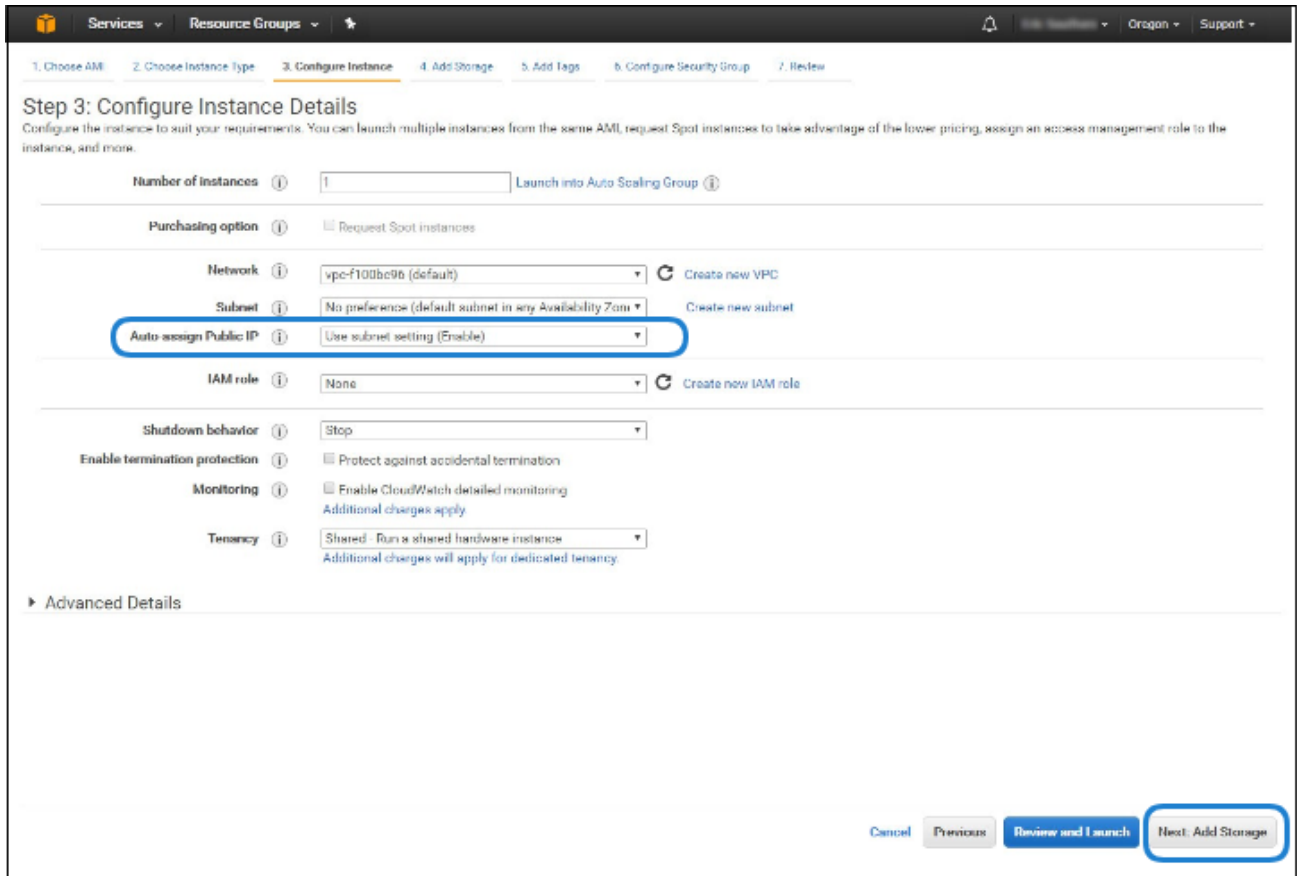 Services Resource Groups Oregon Support
1. Choose AMI 2. Choose Instance Type 3. Configure Instance 4. Add Storage 5. Add Tags 6. Configure Security Group 7. Review
Step 3: Configure Instance Details
Configure the instance to suit your requirements. You can launch multiple instances from the same AMI, request Spot instances to take advantage of the lower pricing, assign an access management role to the
instance, and more.
Number of instances 1 Launch into Auto Scaling Group
Purchasing option Request Spot instances
Network vpc-f100bc96 (default) Create new VPC
Subnet No preference (default subnet in any Availability Zone Create new subnet
Auto-assign Public IP Use subnet setting (Enable)
IAM role None Create new IAM role
Shutdown behavior Stop
Enable termination protection Protect against accidental termination
Monitoring Enable CloudWatch detailed monitoring
Additional charges apply.
Tenancy Shared - Run a shared hardware instance
Additional charges will apply for dedicated tenancy.
Advanced Details
Cancel Previous Review and Launch Next: Add Storage